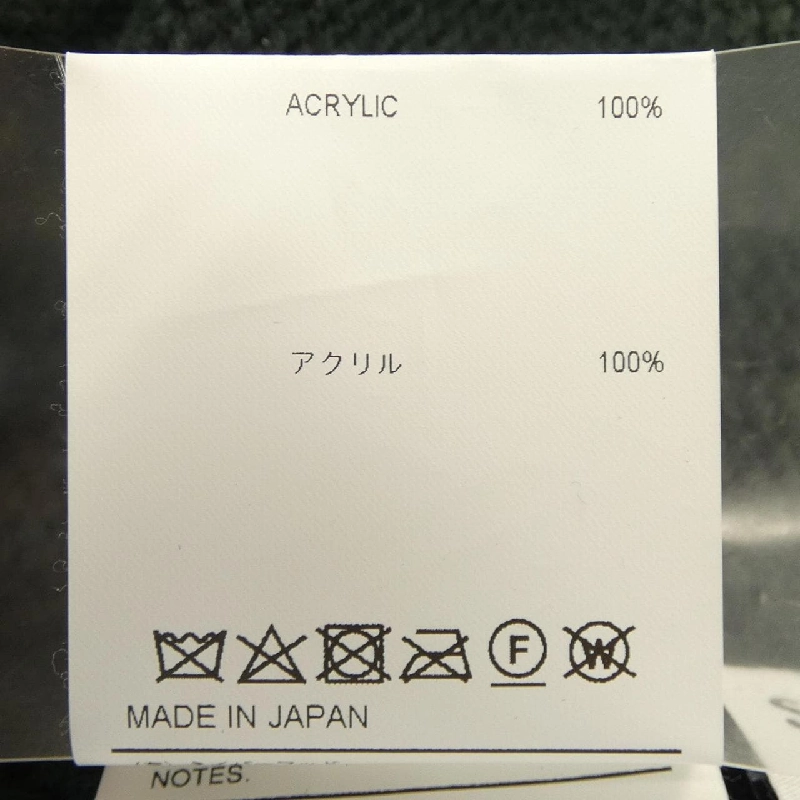 ACRYLIC 100%
アクリル 100%
F W
MADE IN JAPAN
NOTES.